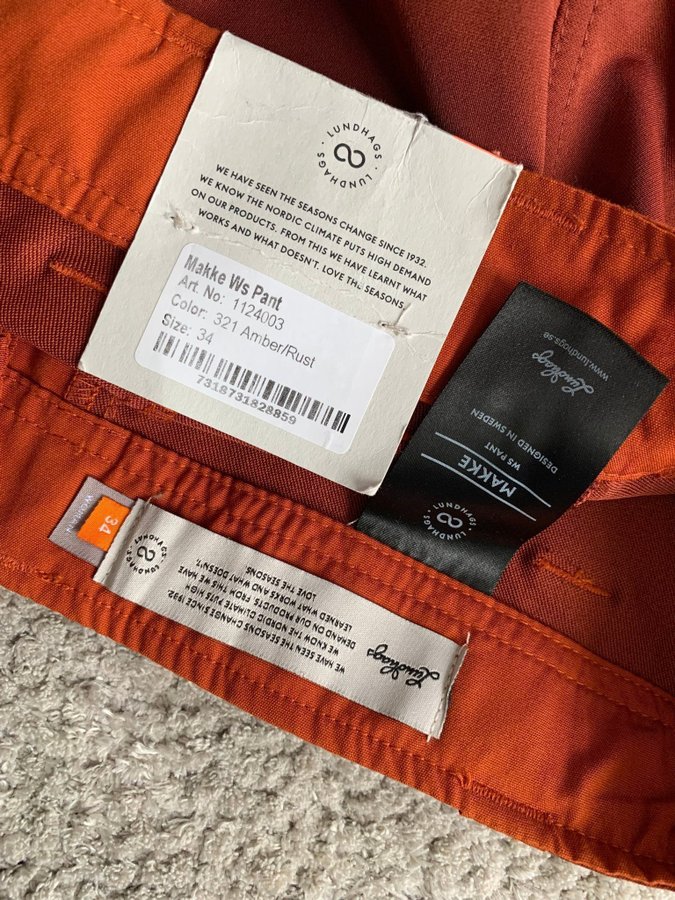 LUNDHAGS · LUNDHAGS ·
WE HAVE SEEN THE SEASONS CHANGE SINCE 1932.
WE KNOW THE NORDIC CLIMATE PUTS HIGH DEMAND
ON OUR PRODUCTS. FROM THIS WE HAVE LEARNT WHAT
WORKS AND WHAT DOESN'T. LOVE THE SEASONS.
Makke Ws Pant
Art. No: 1124003
Color: 321 Amber/Rust
Size: 34
7318731828859
Lundhags
www.lundhags.se
MAKKE
WS PANT
DESIGNED IN SWEDEN
LUNDHAGS · LUNDHAGS ·
WOMAN
34
Lundhags
WE HAVE SEEN THE SEASONS CHANGE SINCE 1932.
WE KNOW THE NORDIC CLIMATE PUTS HIGH
DEMAND ON OUR PRODUCTS FROM THIS WE HAVE
LEARNED WHAT WORKS AND WHAT DOESN'T.
LOVE THE SEASONS
LUNDHAGS · LUNDHAGS ·